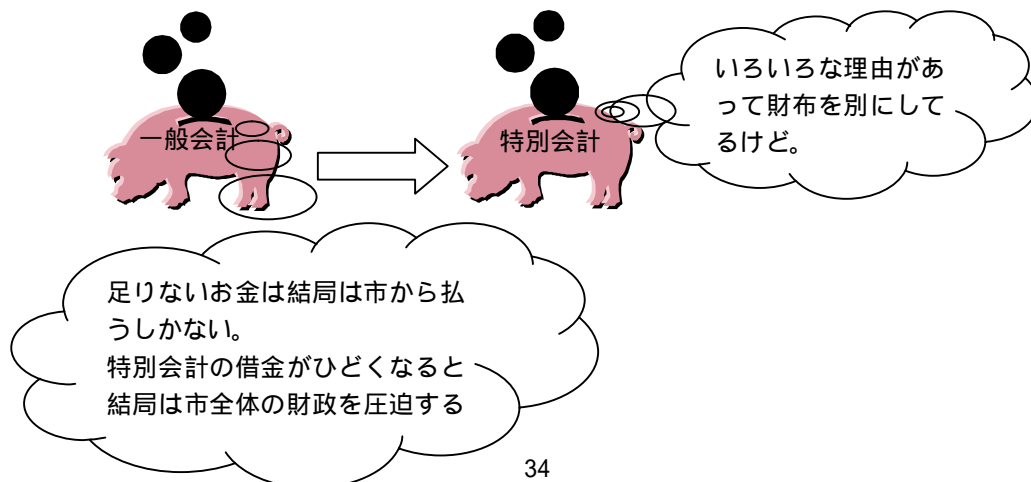 一般会計
特別会計
いろいろな理由があ
って財布を別にして
るけど。
足りないお金は結局は市から払
うしかない。
特別会計の借金がひどくなると
結局は市全体の財政を圧迫する
34